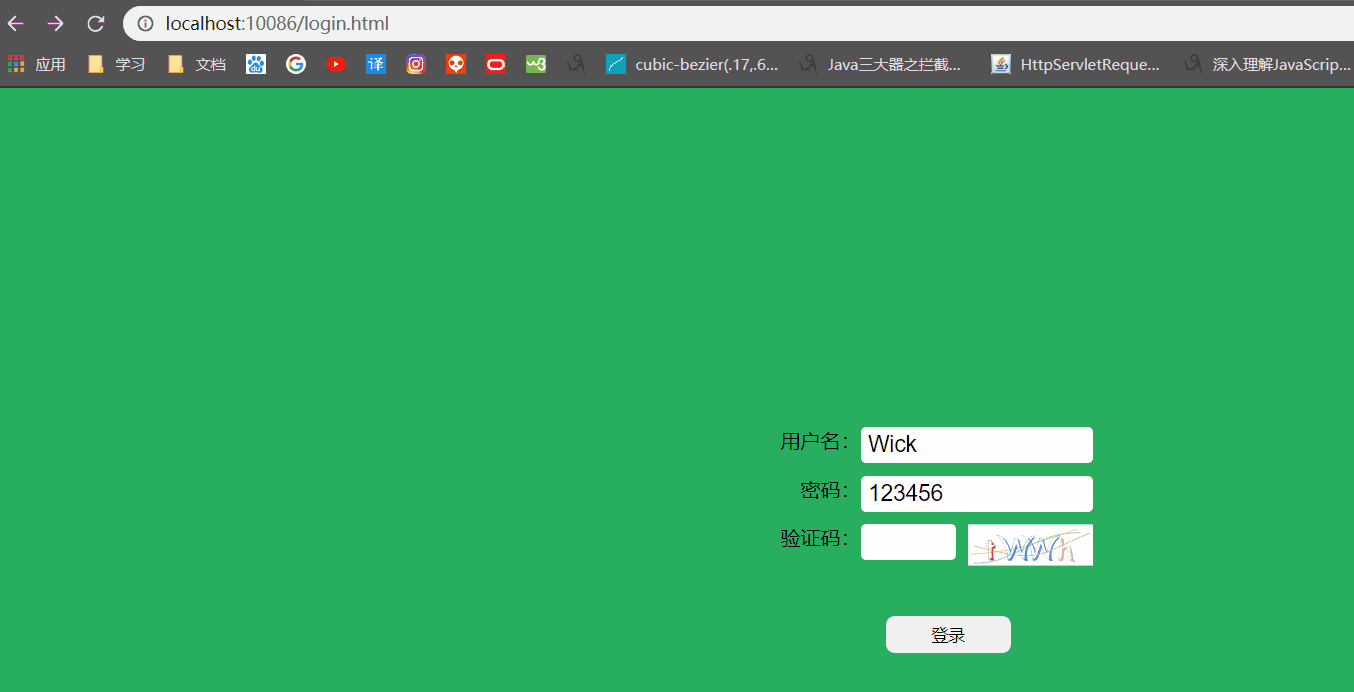 localhost:10086/login.html
应用 学习 文档 译 cubic-bezier(.17,.6... Java三大器之拦截... HttpServletReque... 深入理解JavaScrip...
用户名： Wick
密码： 123456
验证码：
登录